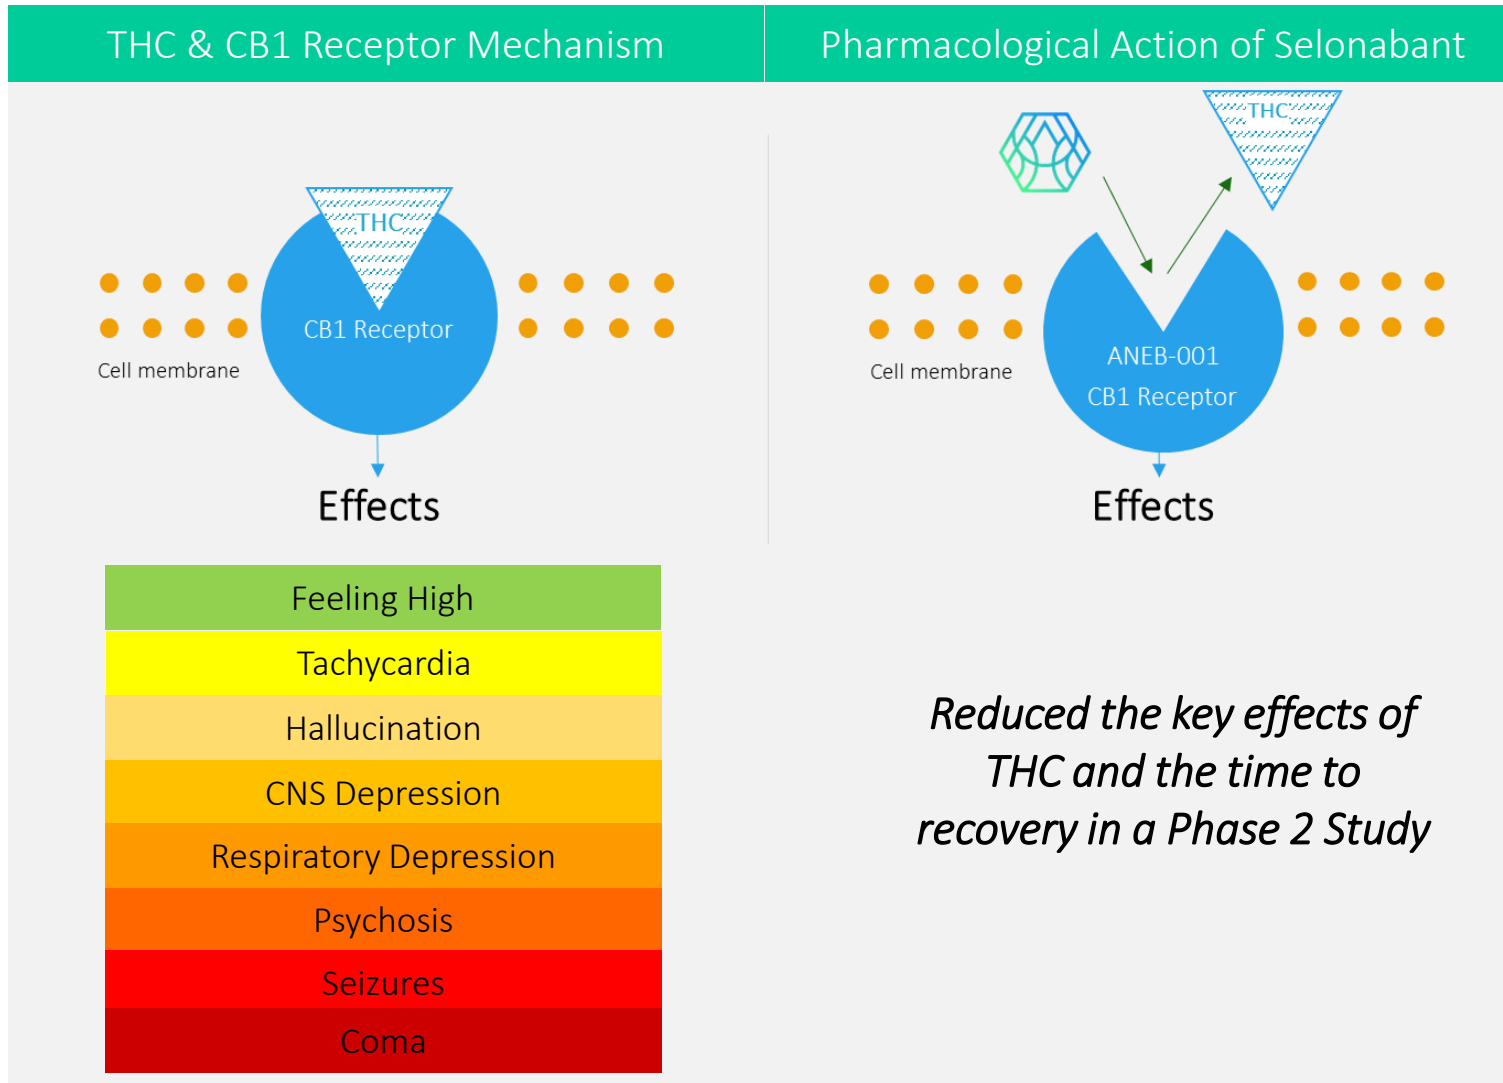 THC & CB1 Receptor Mechanism
Pharmacological Action of Selonabant
THC
CB1 Receptor
Cell membrane
Effects
Feeling High
Tachycardia
Hallucination
CNS Depression
Respiratory Depression
Psychosis
Seizures
Coma
THC
Cell membrane
ANEB-001
CB1 Receptor
Effects
Reduced the key effects of
THC and the time to
recovery in a Phase 2 Study